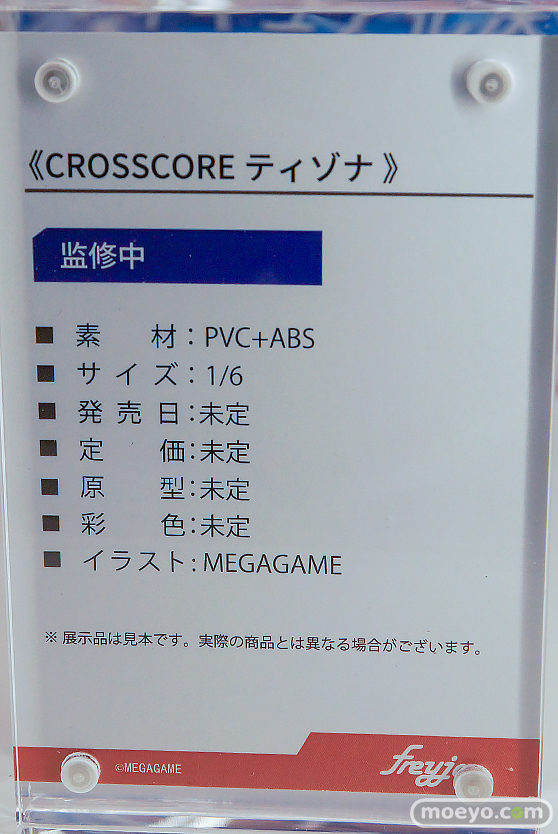 《CROSSCORE ティゾナ 》
监修中
■ 素 材：PVC+ABS
■ サ イ ズ：1/6
■ 発 売 日：未定
■ 定 価：未定
■ 原 型：未定
■ 彩 色：未定
■ イラスト：MEGAGAME
※ 展示品は見本です。実際の商品とは異なる場合がございます。
©MEGAGAME
moeyo.com